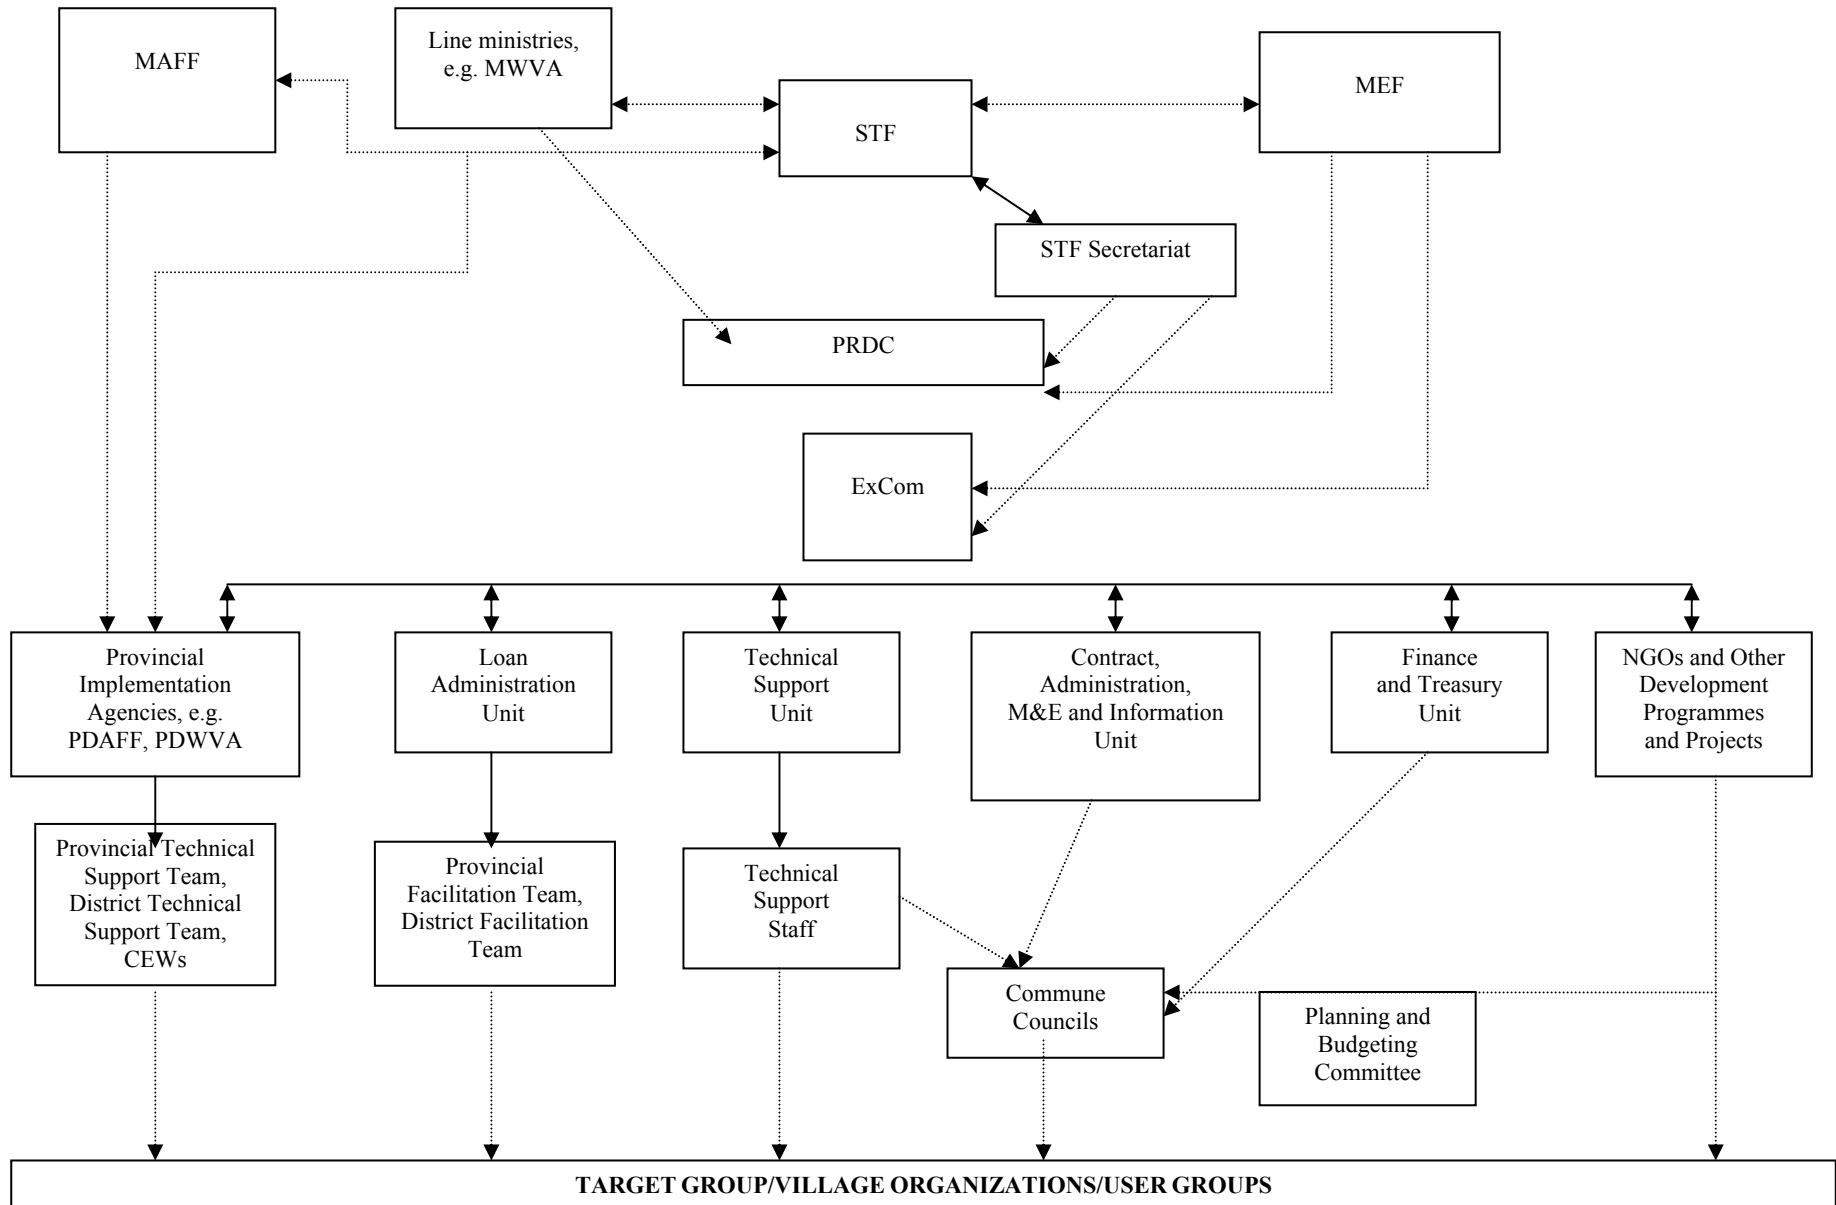 MAFF
Line ministries,
e.g. MWVA
STF
MEF
STF Secretariat
PRDC
ExCom
Provincial
Implementation
Agencies, e.g.
PDAFF, PDWVA
Loan
Administration
Unit
Technical
Support
Unit
Contract,
Administration,
M&E and Information
Unit
Finance
and Treasury
Unit
NGOs and Other
Development
Programmes
and Projects
Provincial Technical
Support Team,
District Technical
Support Team,
CEWs
Provincial
Facilitation Team,
District Facilitation
Team
Technical
Support
Staff
Commune
Councils
Planning and
Budgeting
Committee
TARGET GROUP/VILLAGE ORGANIZATIONS/USER GROUPS